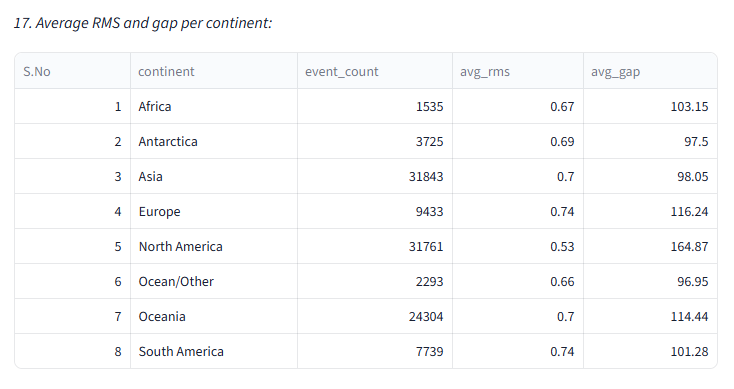 17. Average RMS and gap per continent:
S.No continent event_count avg_rms avg_gap
1 Africa 1535 0.67 103.15
2 Antarctica 3725 0.69 97.5
3 Asia 31843 0.7 98.05
4 Europe 9433 0.74 116.24
5 North America 31761 0.53 164.87
6 Ocean/Other 2293 0.66 96.95
7 Oceania 24304 0.7 114.44
8 South America 7739 0.74 101.28